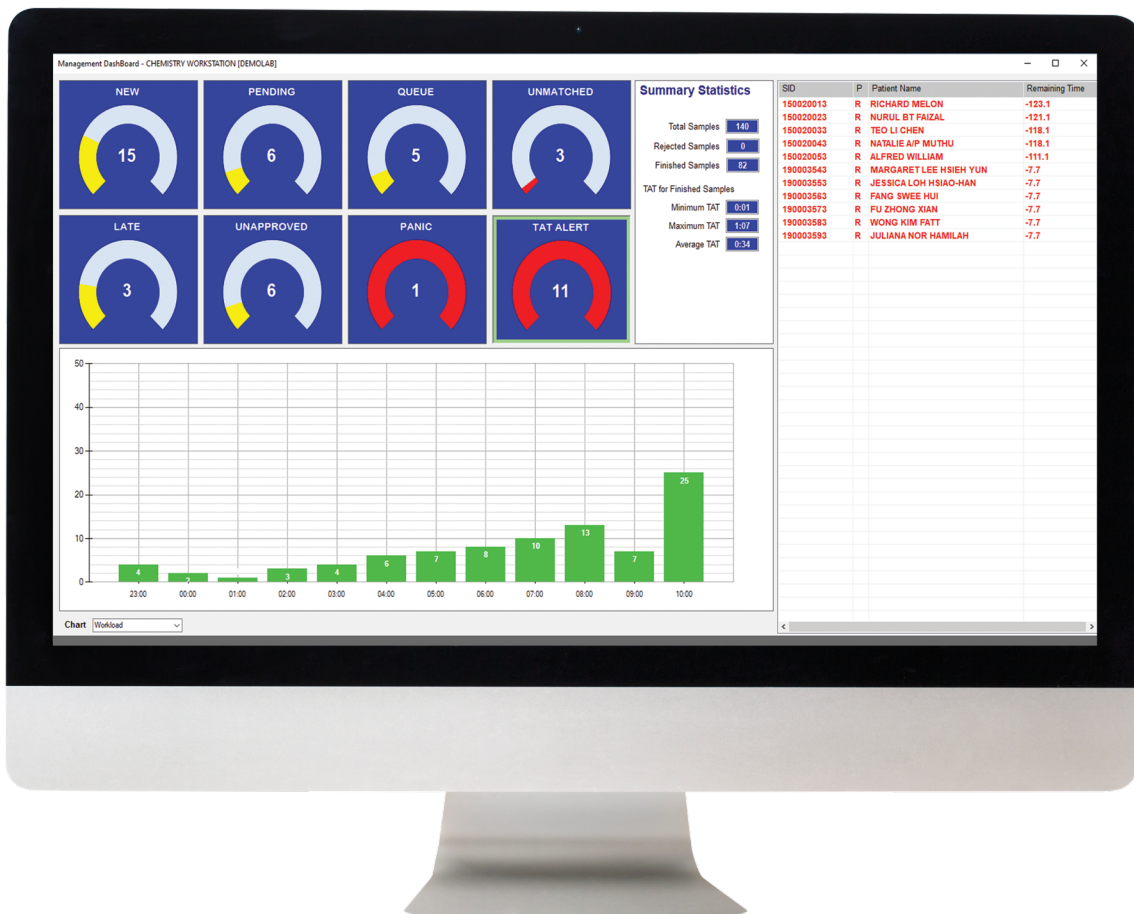 Management DashBoard - CHEMISTRY WORKSTATION [DEMOLAB]
NEW
15
PENDING
6
QUEUE
5
UNMATCHED
3
LATE
3
UNAPPROVED
6
PANIC
1
TAT ALERT
11
Summary Statistics
Total Samples 140
Rejected Samples 0
Finished Samples 82
TAT for Finished Samples
Minimum TAT 0:01
Maximum TAT 1:07
Average TAT 0:34
SID P Patient Name Remaining Time
150020013 R RICHARD MELON -123.1
150020023 R NURUL BT FAIZAL -121.1
150020033 R TEO LI CHEN -118.1
150020043 R NATALIE A/P MUTHU -118.1
150020053 R ALFRED WILLIAM -111.1
190003543 R MARGARET LEE HSIEH YUN -7.7
190003553 R JESSICA LOH HSIAO-HAN -7.7
190003563 R FANG SWEE HUI -7.7
190003573 R FU ZHONG XIAN -7.7
190003583 R WONG KIM FATT -7.7
190003593 R JULIANA NOR HAMILAH -7.7
50
40
30
20
10
0
4 2 3 4 6 7 8 10 13 7 25
23:00 00:00 01:00 02:00 03:00 04:00 05:00 06:00 07:00 08:00 09:00 10:00
Chart Workload